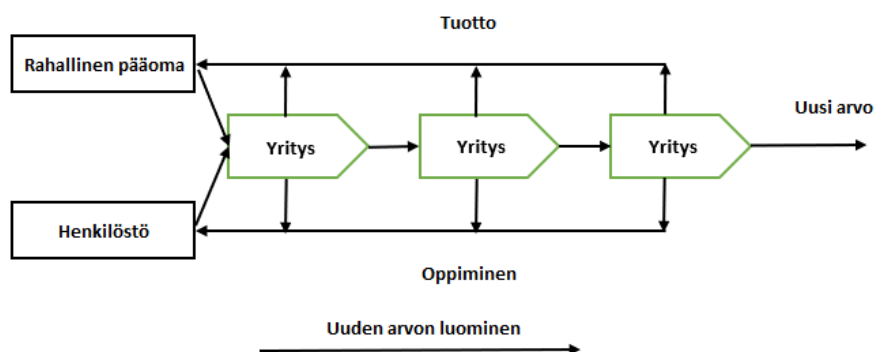 Tuotto
Rahallinen pääoma
Uusi arvo
Yritys
Yritys
Yritys
Henkilöstö
Oppiminen
Uuden arvon luominen